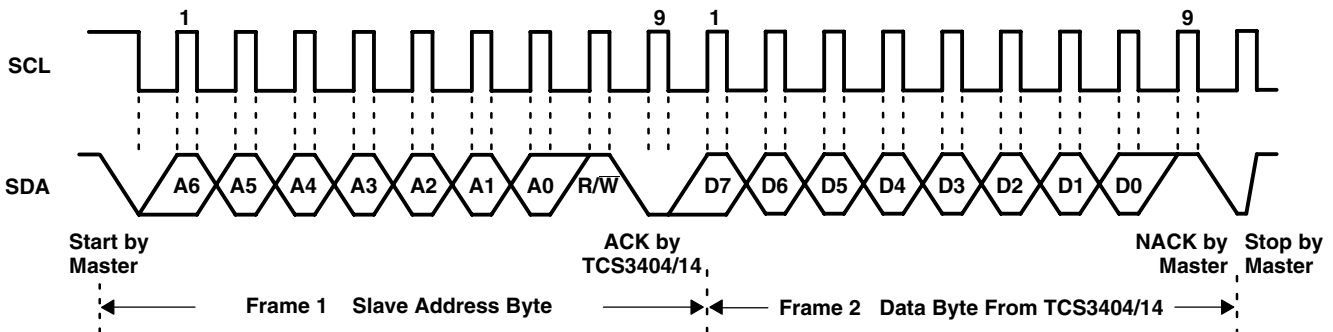 1 9 1 9
SCL
SDA
A6 A5 A4 A3 A2 A1 A0 R/W̅ D7 D6 D5 D4 D3 D2 D1 D0
Start by
Master
ACK by
TCS3404/14
NACK by
Master
Stop by
Master
Frame 1 Slave Address Byte
Frame 2 Data Byte From TCS3404/14